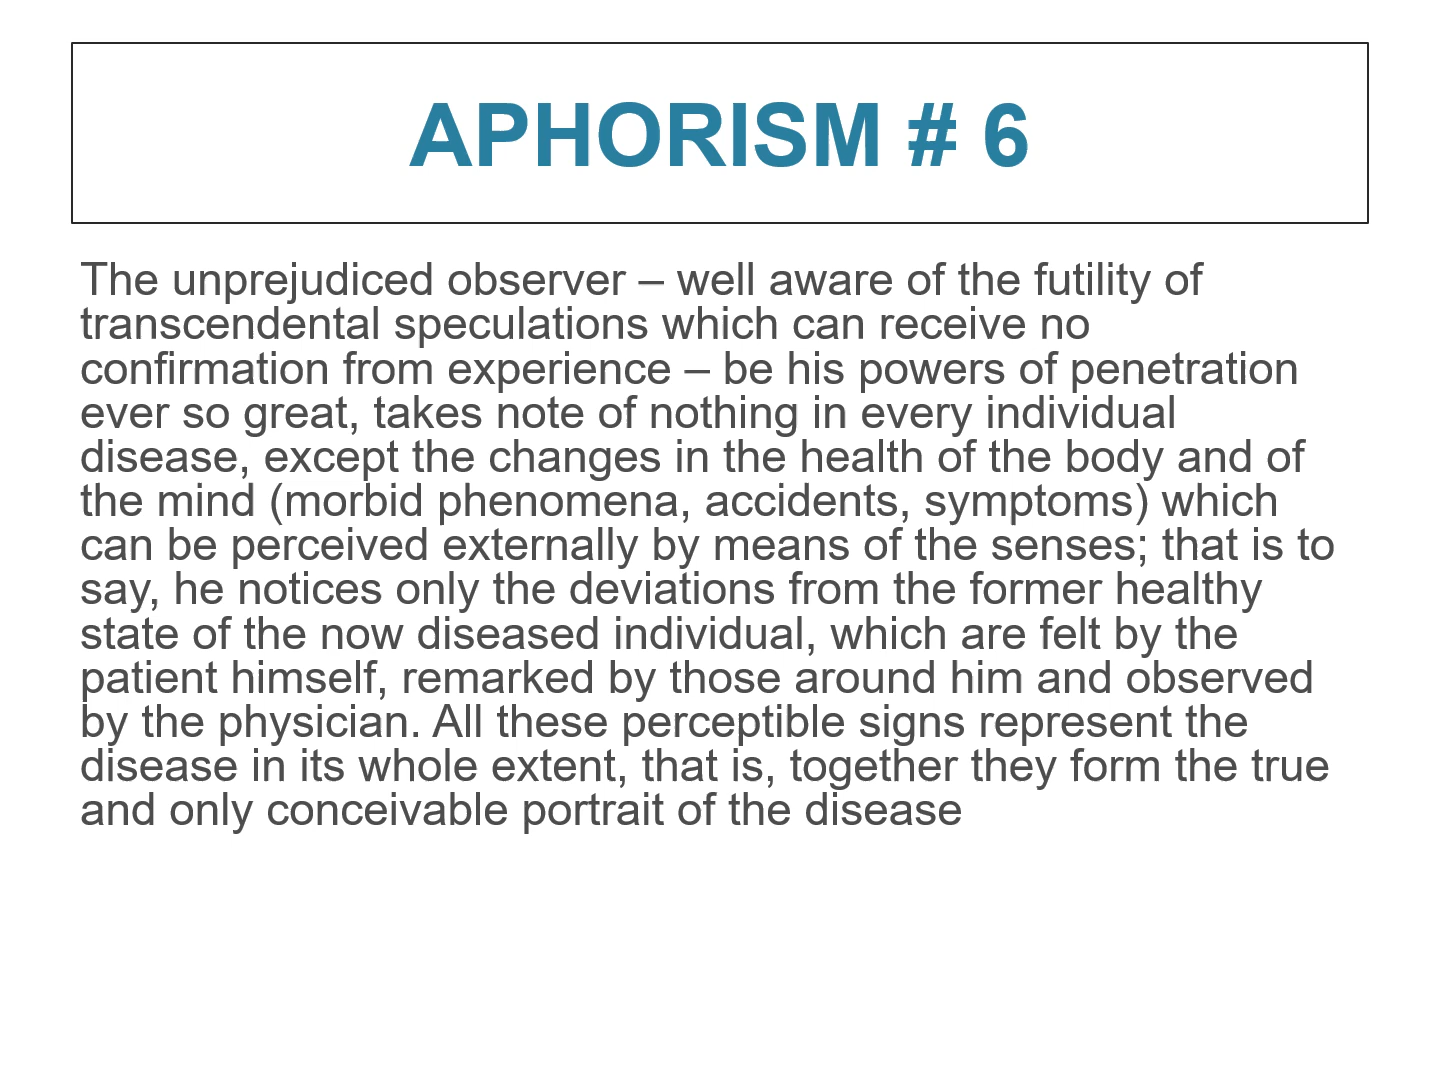 APHORISM # 6
The unprejudiced observer – well aware of the futility of
transcendental speculations which can receive no
confirmation from experience – be his powers of penetration
ever so great, takes note of nothing in every individual
disease, except the changes in the health of the body and of
the mind (morbid phenomena, accidents, symptoms) which
can be perceived externally by means of the senses; that is to
say, he notices only the deviations from the former healthy
state of the now diseased individual, which are felt by the
patient himself, remarked by those around him and observed
by the physician. All these perceptible signs represent the
disease in its whole extent, that is, together they form the true
and only conceivable portrait of the disease